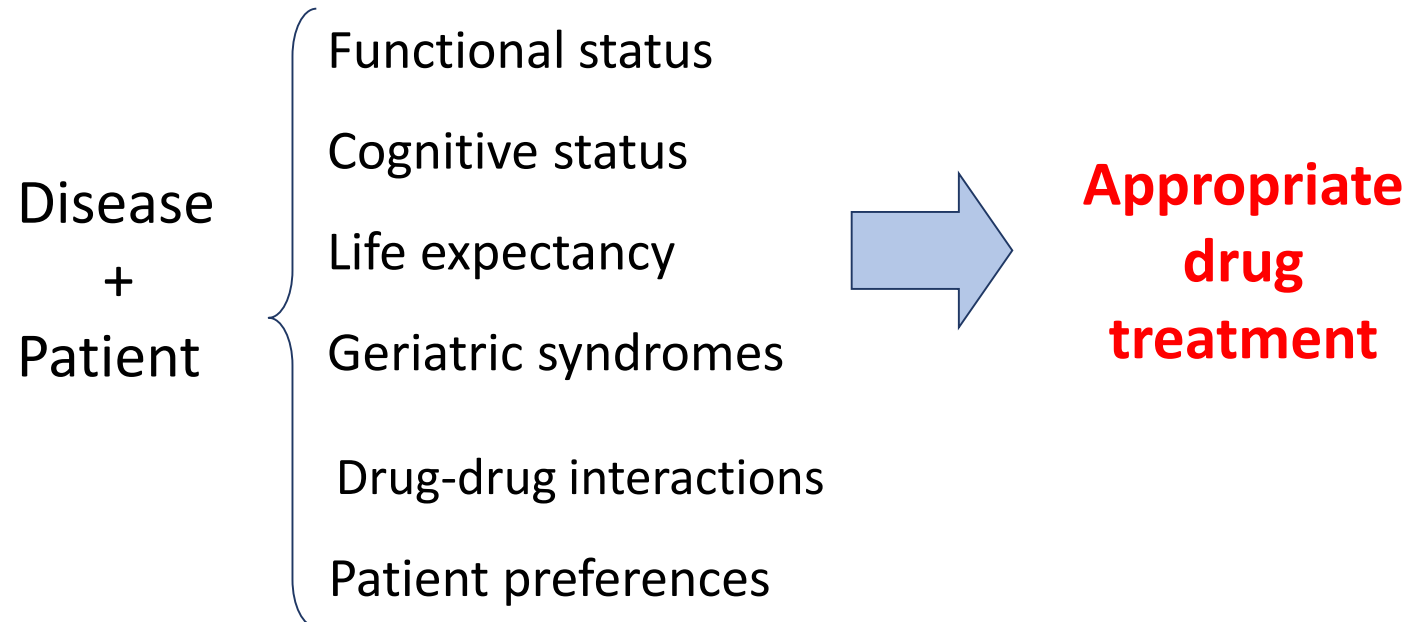 Disease
+
Patient
Functional status
Cognitive status
Life expectancy
Geriatric syndromes
Drug-drug interactions
Patient preferences
Appropriate
drug
treatment